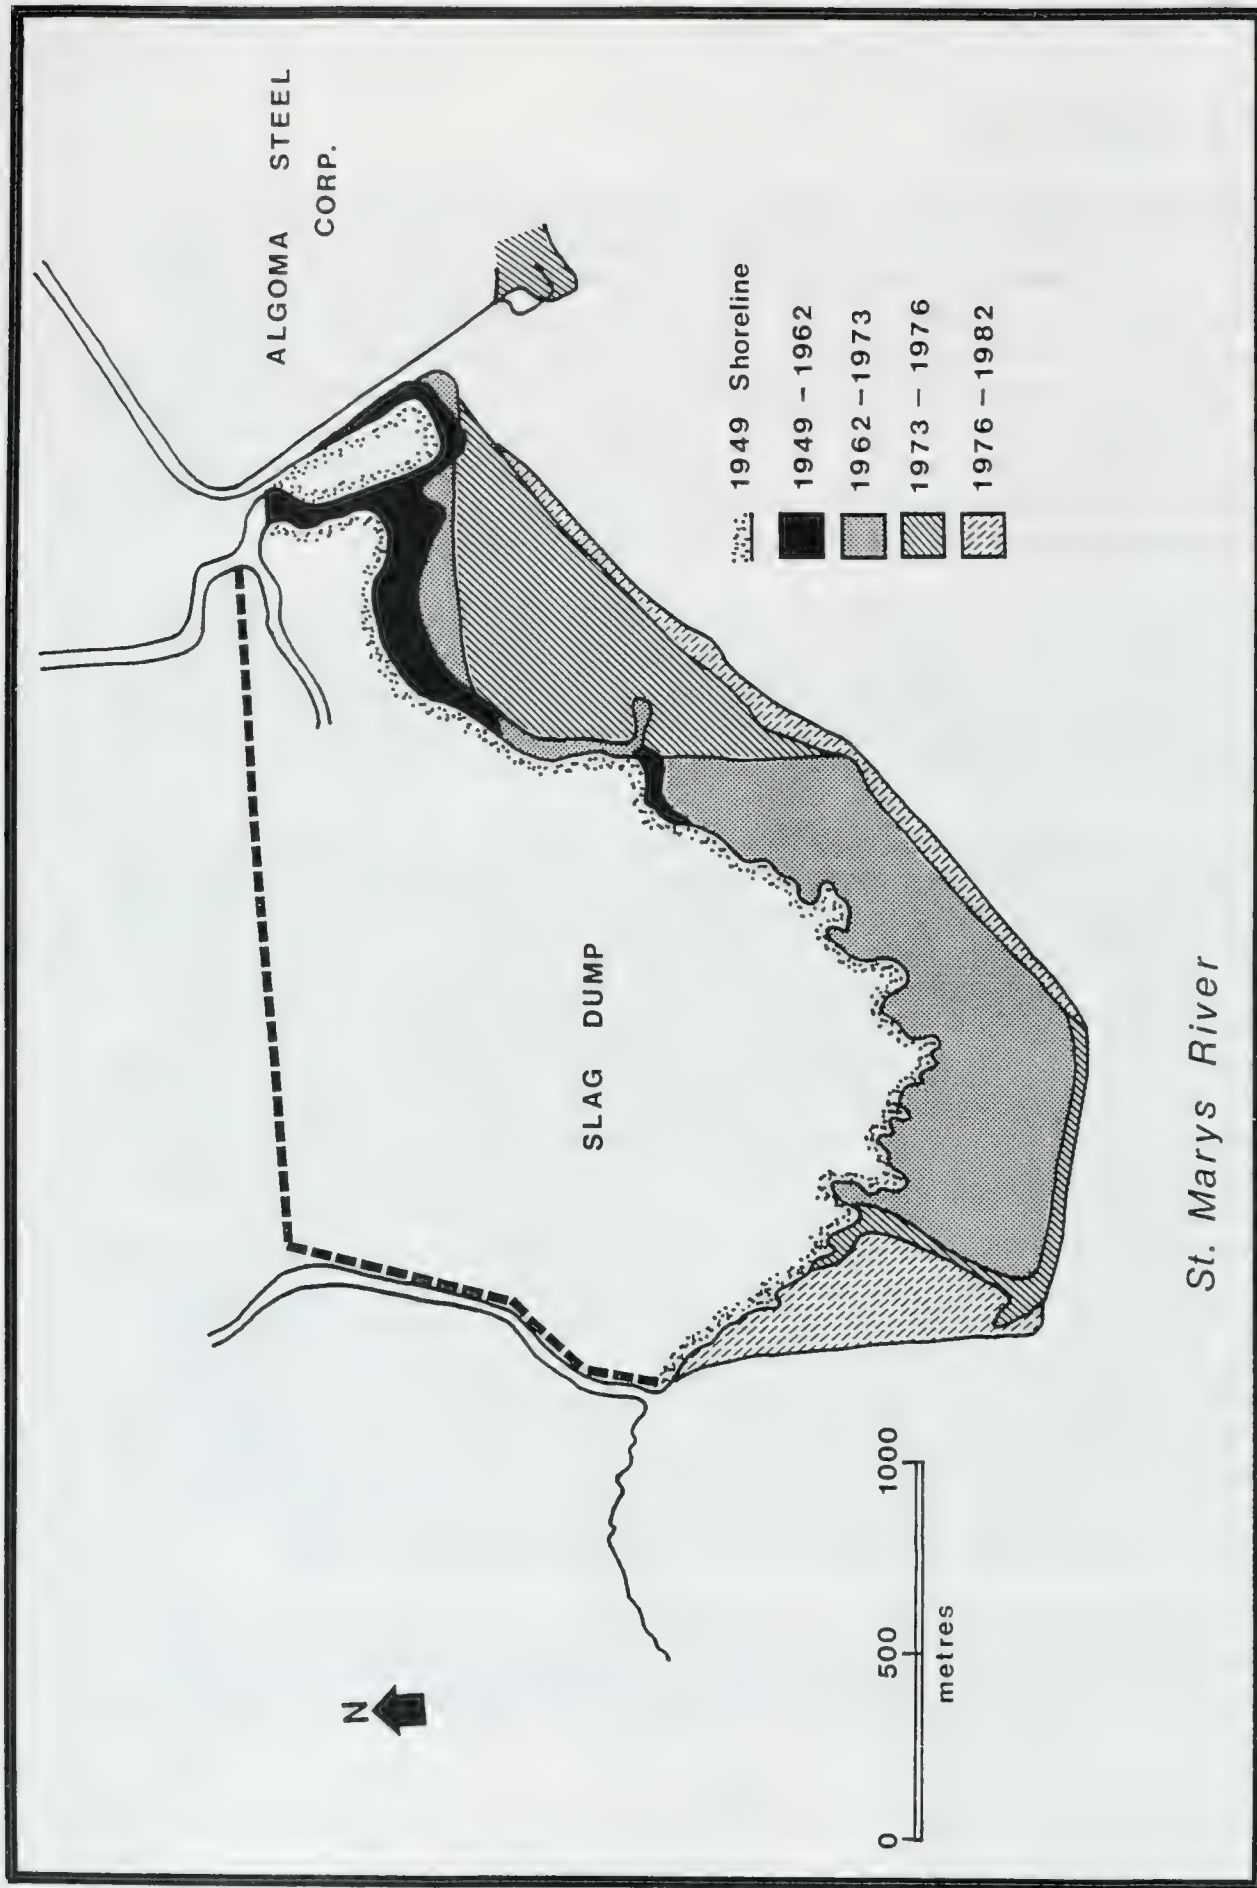 ALGOMA STEEL
CORP.
SLAG DUMP
N
1949 Shoreline
1949 – 1962
1962 – 1973
1973 – 1976
1976 – 1982
0 500 1000
metres
St. Marys River